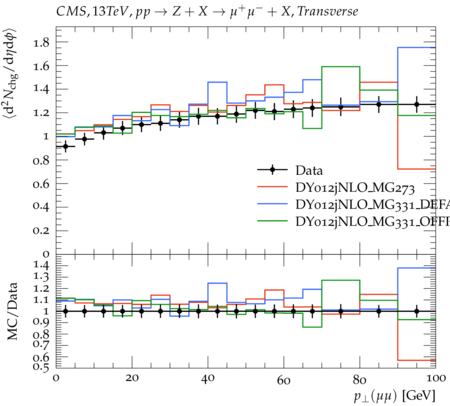 CMS, 13TeV, pp → Z + X → μ⁺μ⁻ + X, Transverse
⟨d²N_chg/dηdϕ⟩
1.8
1.6
1.4
1.2
1
0.8
0.6
0.4
0.2
0
Data
DY012jNLO_MG273
DY012jNLO_MG331_DEFA
DY012jNLO_MG331_OFFF
MC/Data
1.4
1.3
1.2
1.1
1
0.9
0.8
0.7
0.6
0.5
0 20 40 60 80 100
p⊥(μμ) [GeV]